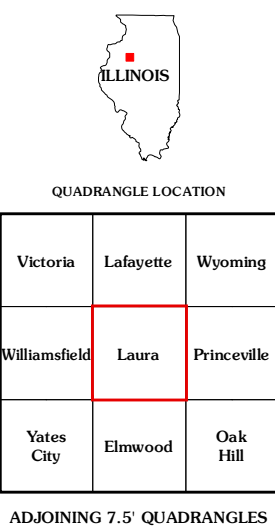 ILLINOIS
QUADRANGLE LOCATION
Victoria
Lafayette
Wyoming
Williamsfield
Laura
Princeville
Yates
City
Elmwood
Oak
Hill
ADJOINING 7.5' QUADRANGLES